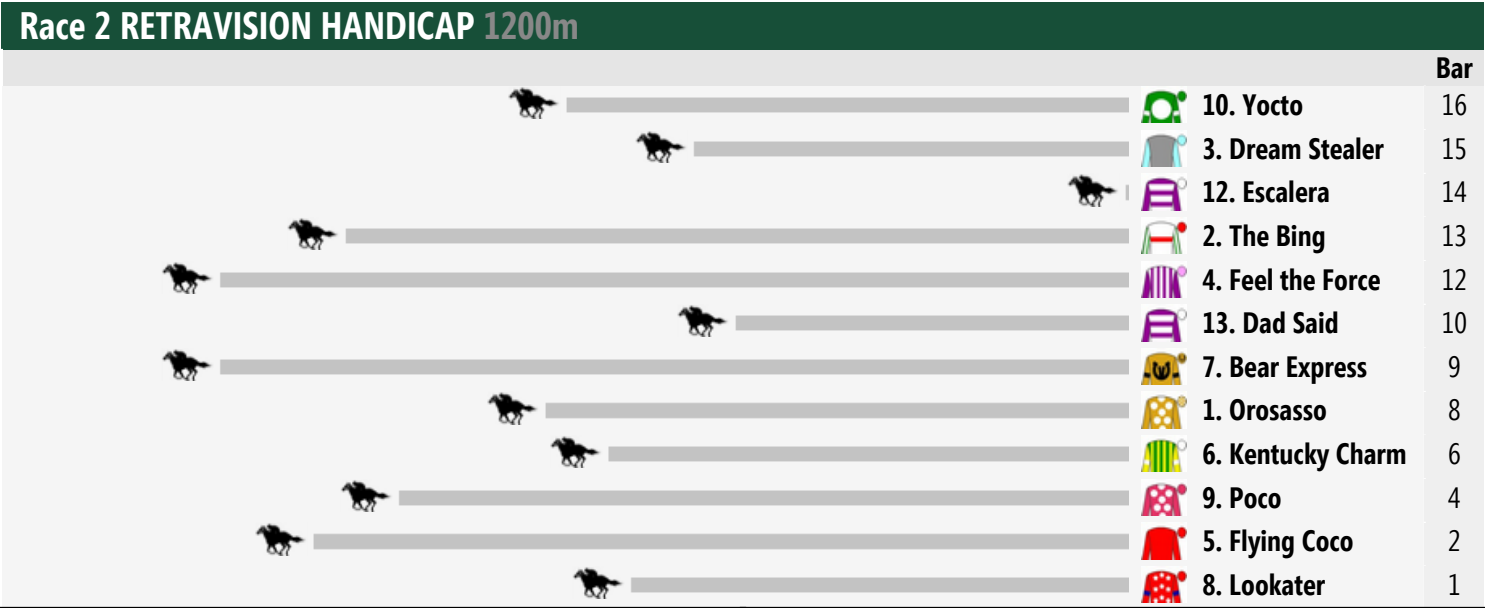 Race 2 RETRAVISION HANDICAP 1200m
Bar
10. Yocto 16
3. Dream Stealer 15
12. Escalera 14
2. The Bing 13
4. Feel the Force 12
13. Dad Said 10
7. Bear Express 9
1. Orosasso 8
6. Kentucky Charm 6
9. Poco 4
5. Flying Coco 2
8. Lookater 1